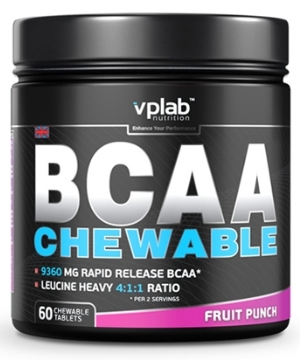 vplab
nutrition
Enhance Your Performance
BCAA
CHEWABLE
9360 MG RAPID RELEASE BCAA*
LEUCINE HEAVY 4:1:1 RATIO
* PER 2 SERVINGS
60 CHEWABLE TABLETS
FRUIT PUNCH